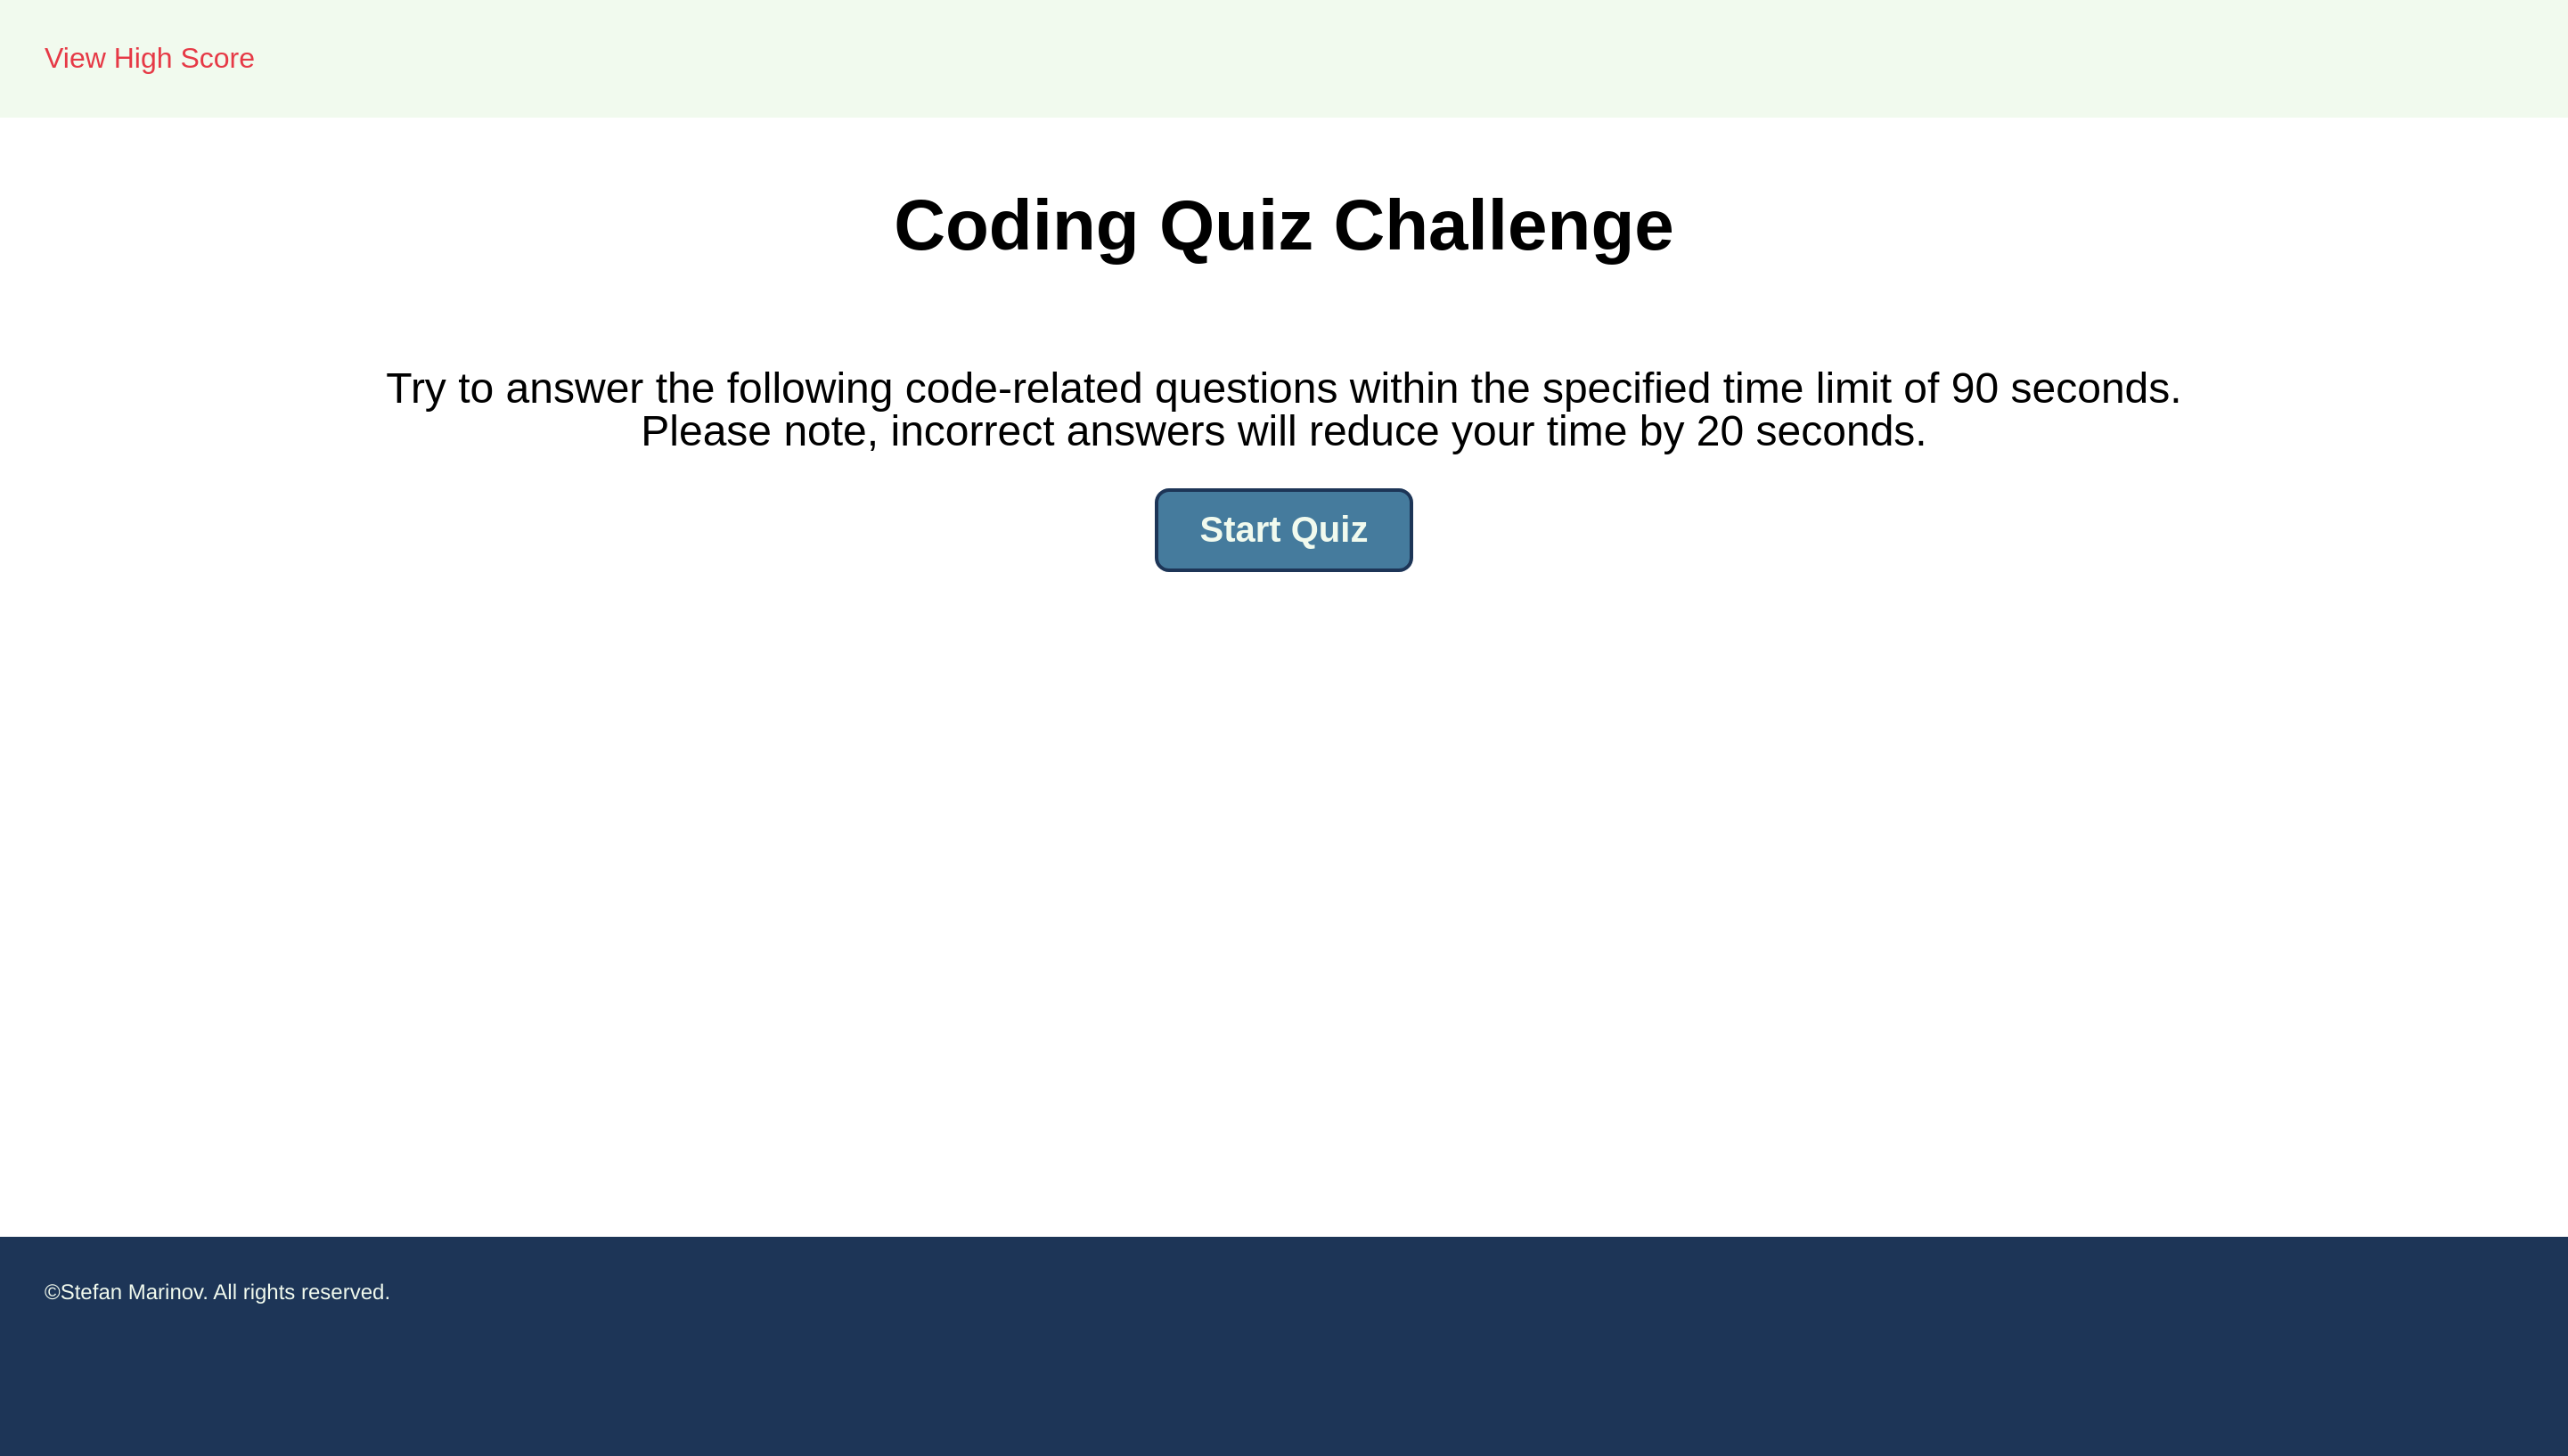 View High Score
Coding Quiz Challenge
Try to answer the following code-related questions within the specified time limit of 90 seconds.
Please note, incorrect answers will reduce your time by 20 seconds.
Start Quiz
©Stefan Marinov. All rights reserved.